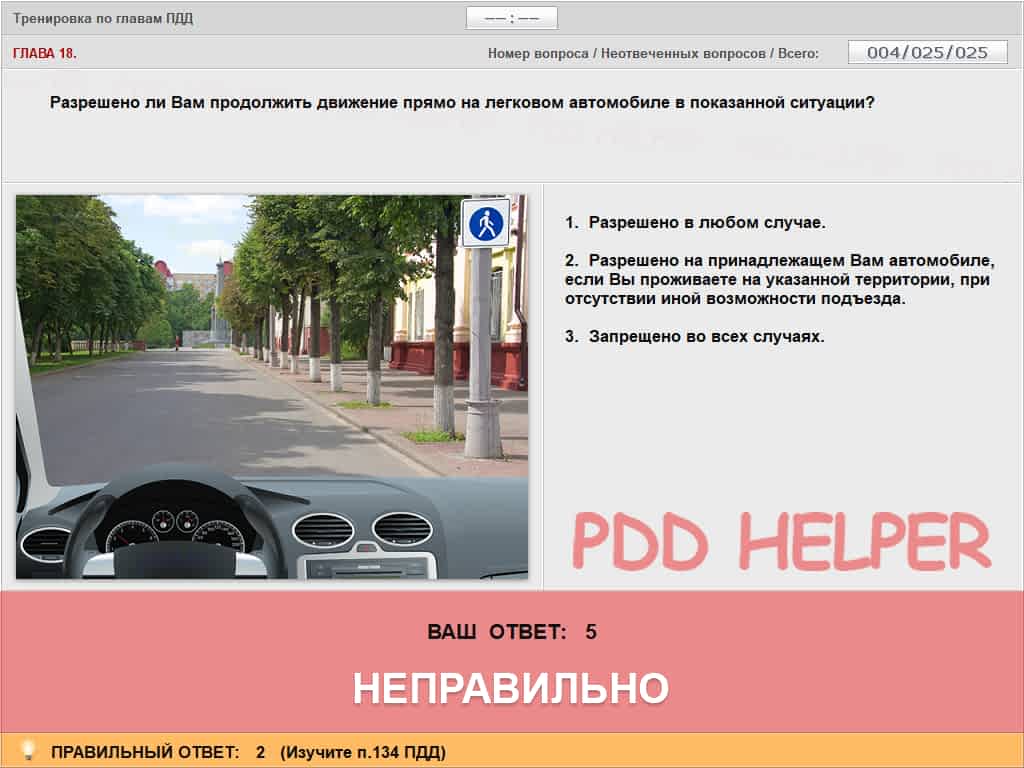 Тренировка по главам ПДД
—— : ——
ГЛАВА 18.
Номер вопроса / Неотвеченных вопросов / Всего:
004/025/025
Разрешено ли Вам продолжить движение прямо на легковом автомобиле в показанной ситуации?
1. Разрешено в любом случае.
2. Разрешено на принадлежащем Вам автомобиле,
если Вы проживаете на указанной территории, при
отсутствии иной возможности подъезда.
3. Запрещено во всех случаях.
PDD HELPER
ВАШ ОТВЕТ: 5
НЕПРАВИЛЬНО
ПРАВИЛЬНЫЙ ОТВЕТ: 2 (Изучите п.134 ПДД)